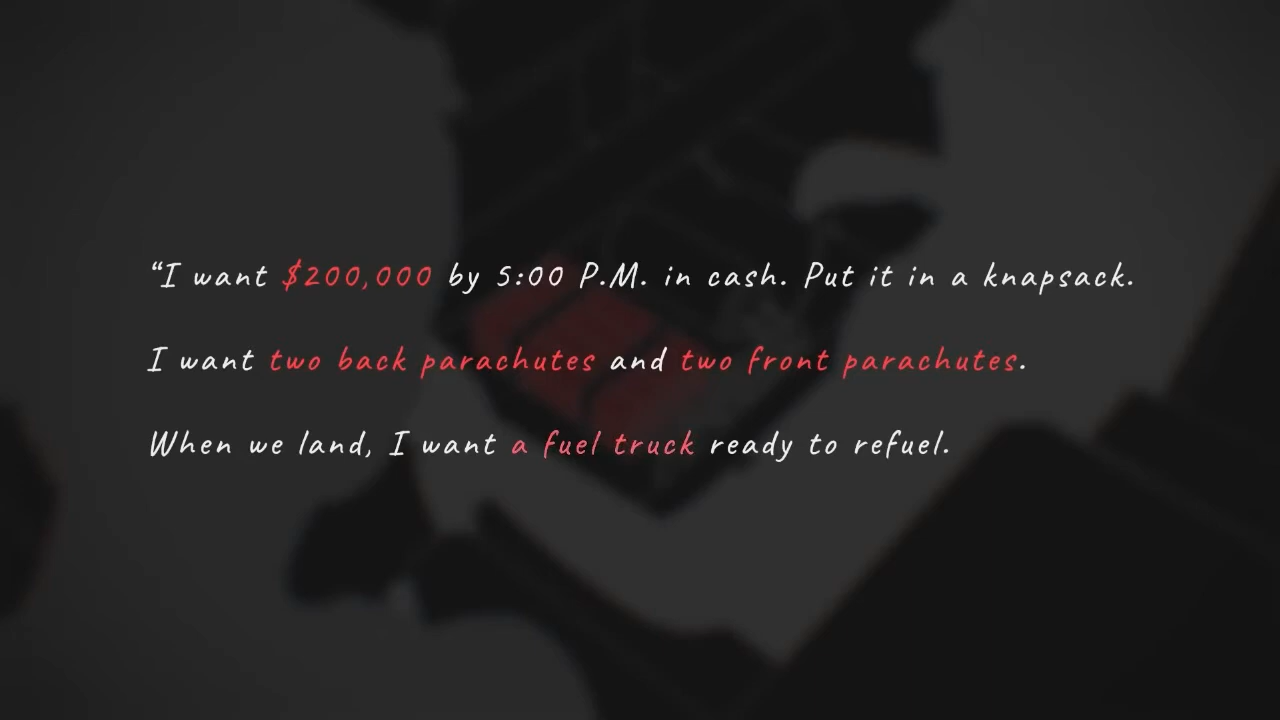 “I want $200,000 by 5:00 P.M. in cash. Put it in a knapsack.
I want two back parachutes and two front parachutes.
When we land, I want a fuel truck ready to refuel.